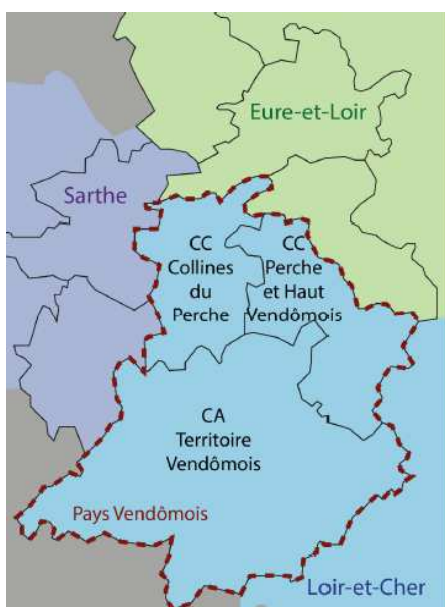 Eure-et-Loir
Sarthe
CC
Collines
du
Perche
CC
Perche
et Haut
Vendômois
CA
Territoire
Vendômois
Pays Vendômois
Loir-et-Cher